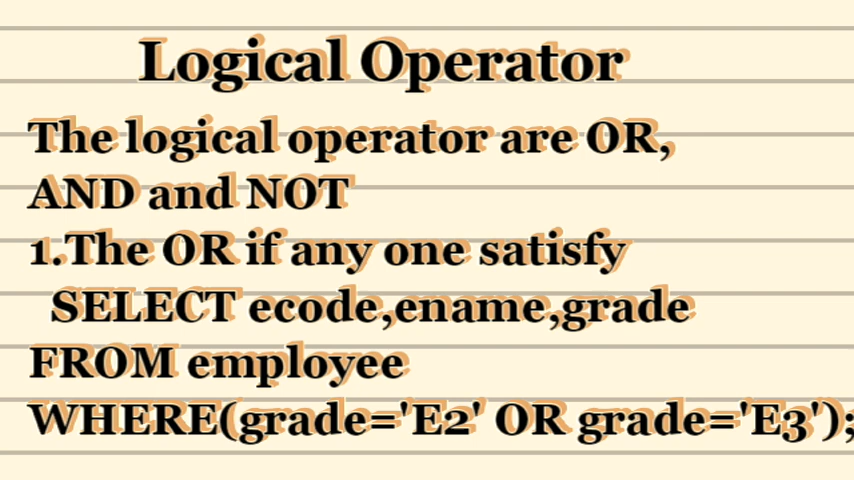 Logical Operator
The logical operator are OR,
AND and NOT
1.The OR if any one satisfy
SELECT ecode,ename,grade
FROM employee
WHERE(grade='E2' OR grade='E3');